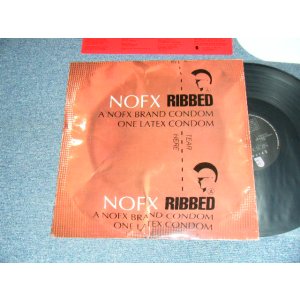 NOFX RIBBED
A NOFX BRAND CONDOM
ONE LATEX CONDOM
TEAR
HERE
NOFX RIBBED
A NOFX BRAND CONDOM
ONE LATEX CONDOM